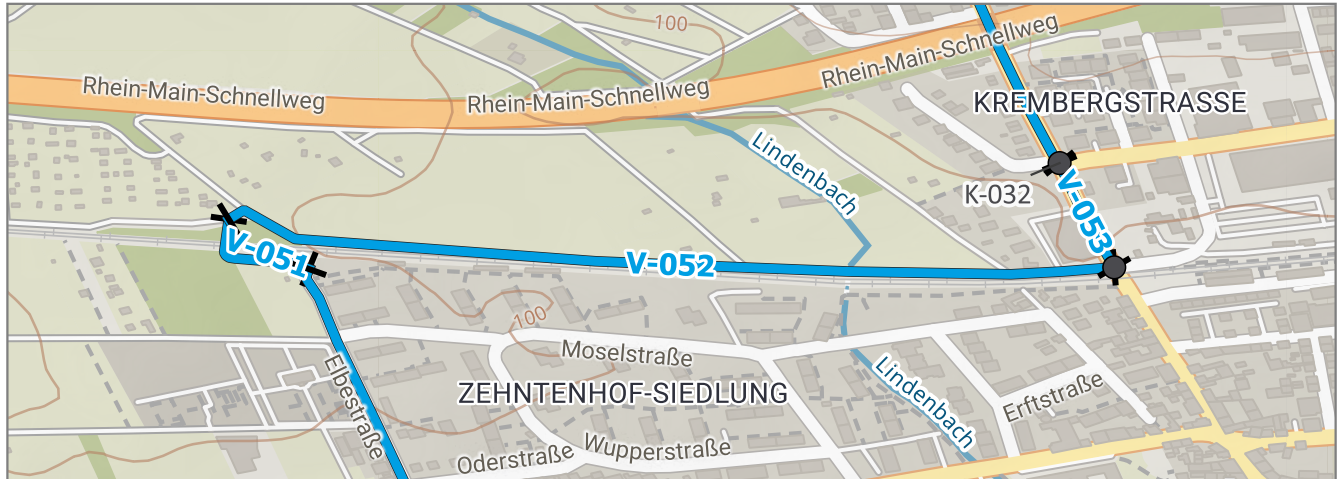 100
Rhein-Main-Schnellweg
Rhein-Main-Schnellweg
Rhein-Main-Schnellweg
KREMBERGSTRASSE
Lindenbach
K-032
V-053
V-051
V-052
100
Moselstraße
Elbestraße
ZEHNTENHOF-SIEDLUNG
Lindenbach
Erftstraße
Oderstraße
Wupperstraße